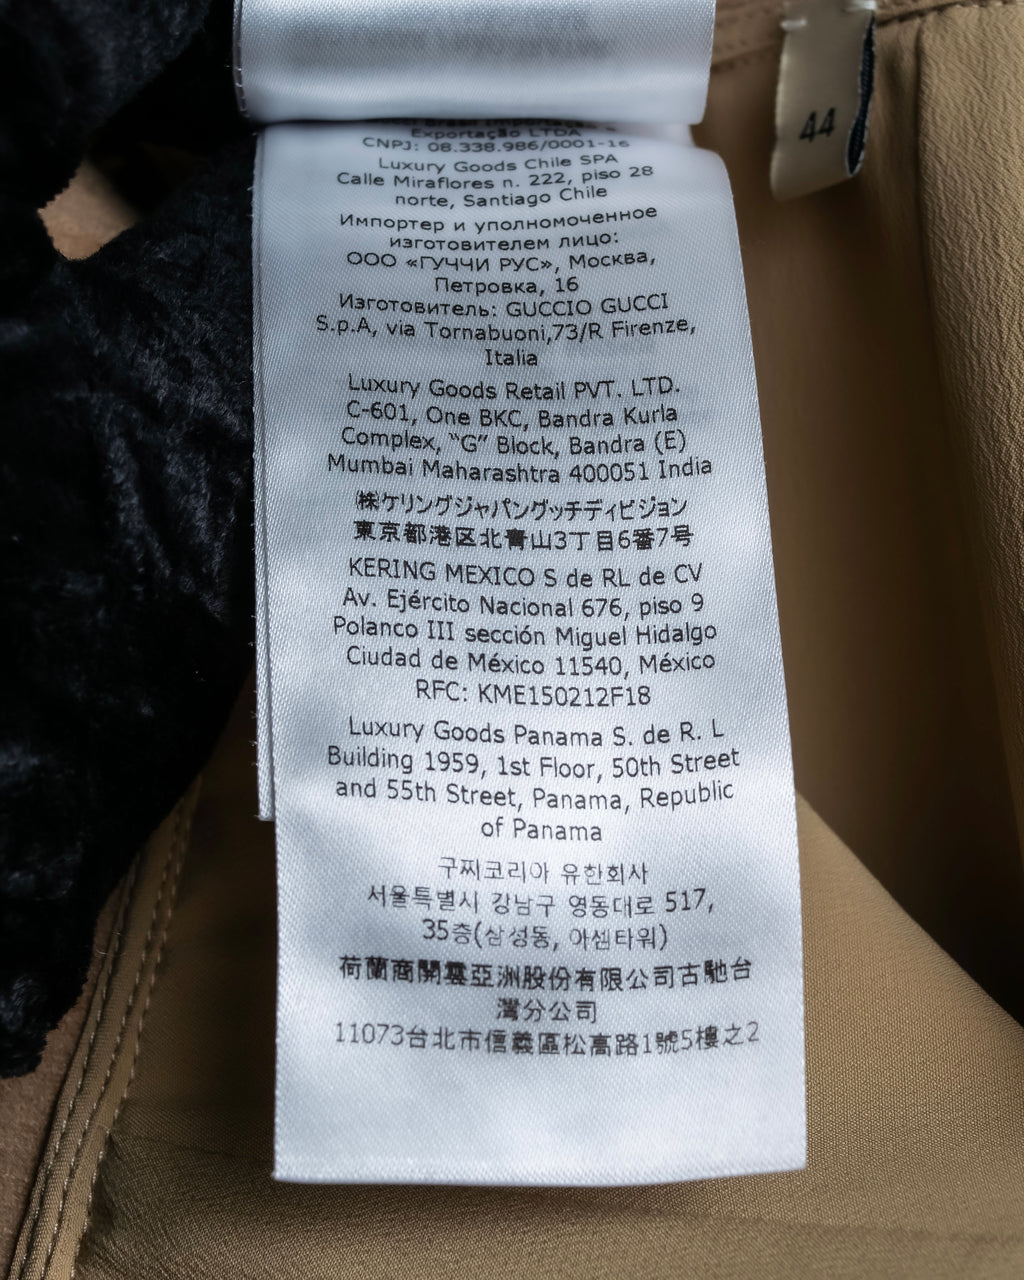 Exportação LTDA
CNPJ: 08.338.986/0001-16
Luxury Goods Chile SPA
Calle Miraflores n. 222, piso 28
norte, Santiago Chile
Импортер и уполномоченное
изготовителем лицо:
ООО «ГУЧЧИ РУС», Москва,
Петровка, 16
Изготовитель: GUCCIO GUCCI
S.p.A, via Tornabuoni,73/R Firenze,
Italia
Luxury Goods Retail PVT. LTD.
C-601, One BKC, Bandra Kurla
Complex, “G” Block, Bandra (E)
Mumbai Maharashtra 400051 India
㈱ケリングジャパングッチディビジョン
東京都港区北青山3丁目6番7号
KERING MEXICO S de RL de CV
Av. Ejército Nacional 676, piso 9
Polanco III sección Miguel Hidalgo
Ciudad de México 11540, México
RFC: KME150212F18
Luxury Goods Panama S. de R. L
Building 1959, 1st Floor, 50th Street
and 55th Street, Panama, Republic
of Panama
구찌코리아 유한회사
서울특별시 강남구 영동대로 517,
35층(삼성동, 아셈타워)
荷蘭商開雲亞洲股份有限公司古馳台
灣分公司
11073台北市信義區松高路1號5樓之2
44